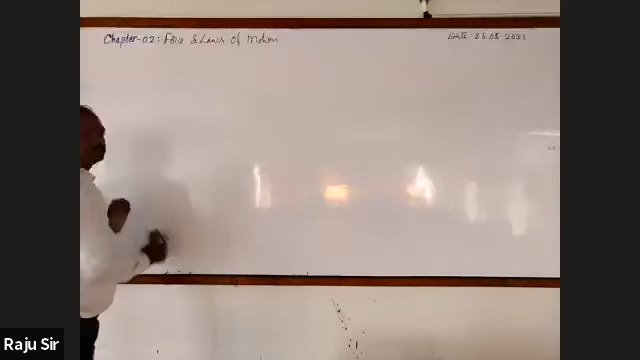 Chapter-02: Force & Laws Of Motion
Date: 23.08.2021
Raju Sir